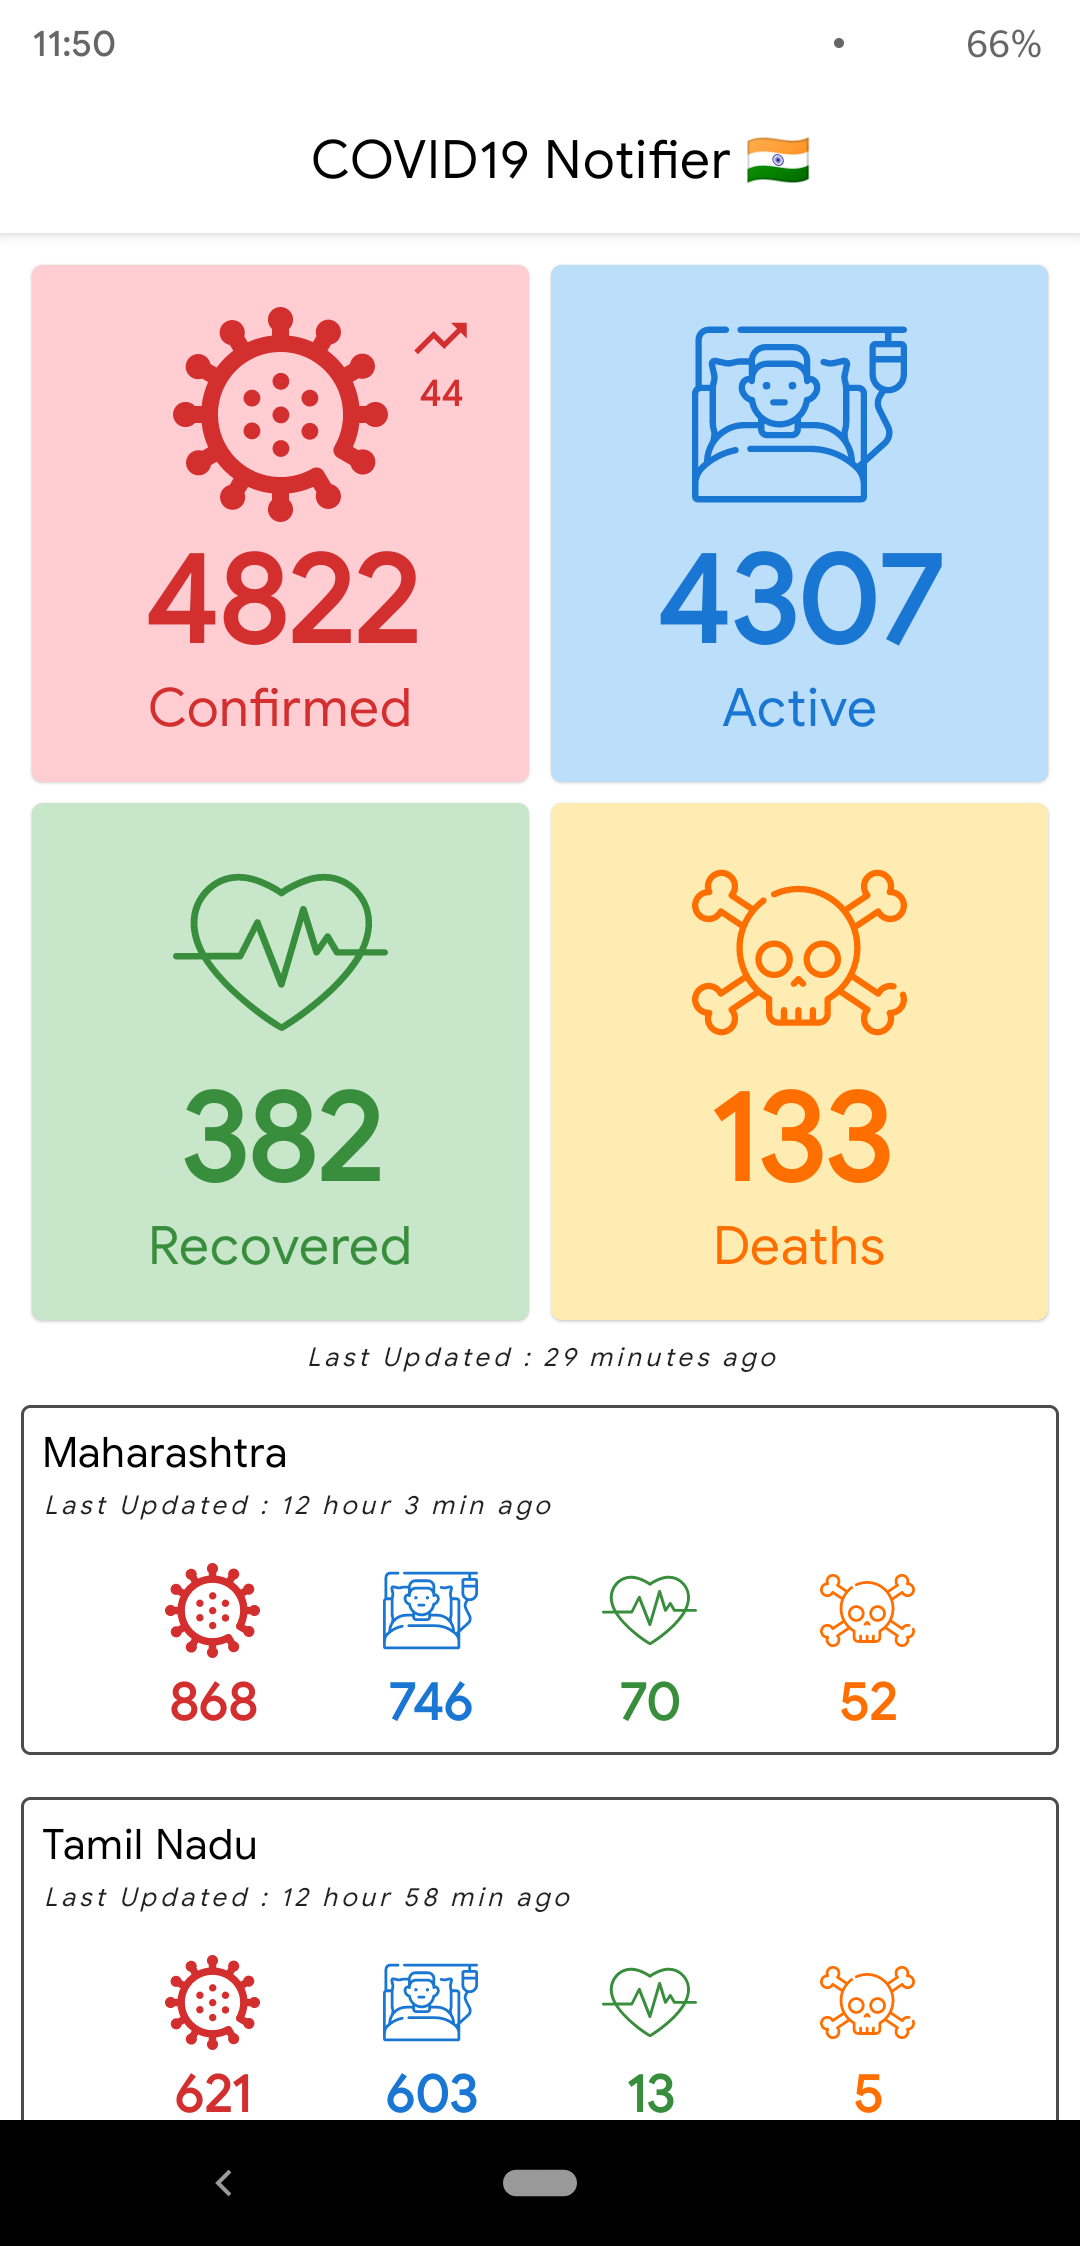 11:50 66%
COVID19 Notifier 🇮🇳
44
4822
Confirmed
4307
Active
382
Recovered
133
Deaths
Last Updated : 29 minutes ago
Maharashtra
Last Updated : 12 hour 3 min ago
868 746 70 52
Tamil Nadu
Last Updated : 12 hour 58 min ago
621 603 13 5